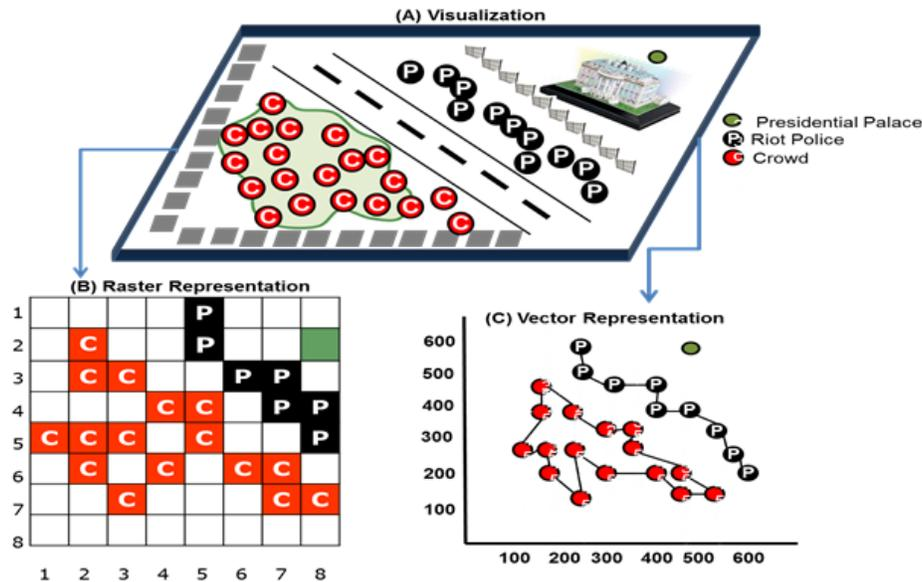 (A) Visualization
P P P
P P P P
P P P P
C
C C C C
C C C C
C C C C
C C C C C C C
Presidential Palace
P Riot Police
C Crowd
(B) Raster Representation
1 P
2 C P
3 C C P P
4 C C P P
5 C C C C P
6 C C C C
7 C C C
8
1 2 3 4 5 6 7 8
(C) Vector Representation
600 P
500 P P P
400 P P
300 P
200 P P
100
100 200 300 400 500 600